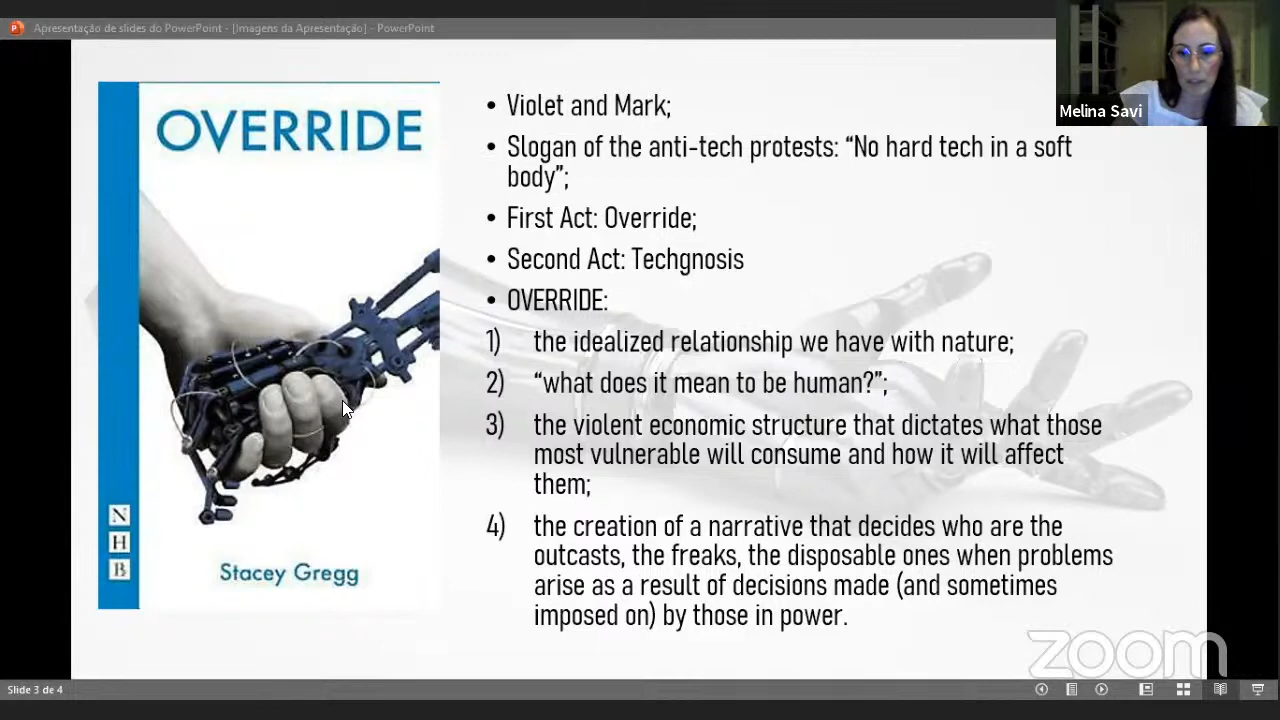 Apresentação de slides do PowerPoint - [Imagens da Apresentação] - PowerPoint
Melina Savi
OVERRIDE
Stacey Gregg
N
H
B
• Violet and Mark;
• Slogan of the anti-tech protests: “No hard tech in a soft
body”;
• First Act: Override;
• Second Act: Techgnosis
• OVERRIDE:
1) the idealized relationship we have with nature;
2) “what does it mean to be human?”;
3) the violent economic structure that dictates what those
most vulnerable will consume and how it will affect
them;
4) the creation of a narrative that decides who are the
outcasts, the freaks, the disposable ones when problems
arise as a result of decisions made (and sometimes
imposed on) by those in power.
zoom
Slide 3 de 4